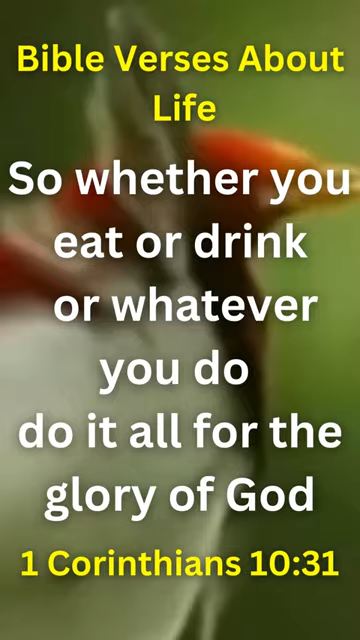 Bible Verses About
Life
So whether you
eat or drink
or whatever
you do
do it all for the
glory of God
1 Corinthians 10:31